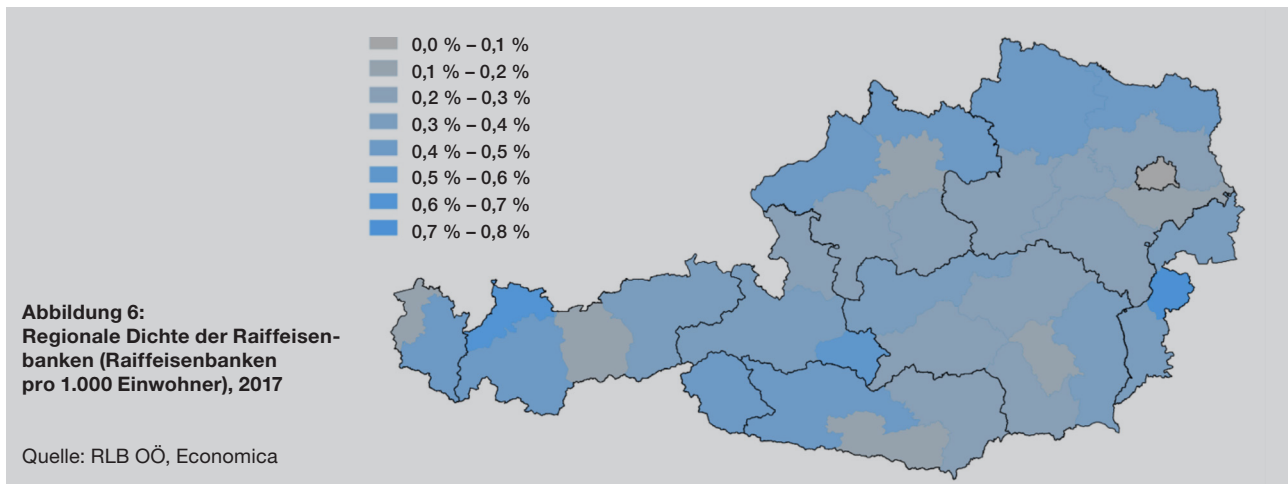 0,0 % – 0,1 %
0,1 % – 0,2 %
0,2 % – 0,3 %
0,3 % – 0,4 %
0,4 % – 0,5 %
0,5 % – 0,6 %
0,6 % – 0,7 %
0,7 % – 0,8 %
Abbildung 6:
Regionale Dichte der Raiffeisen-
banken (Raiffeisenbanken
pro 1.000 Einwohner), 2017
Quelle: RLB OÖ, Economica